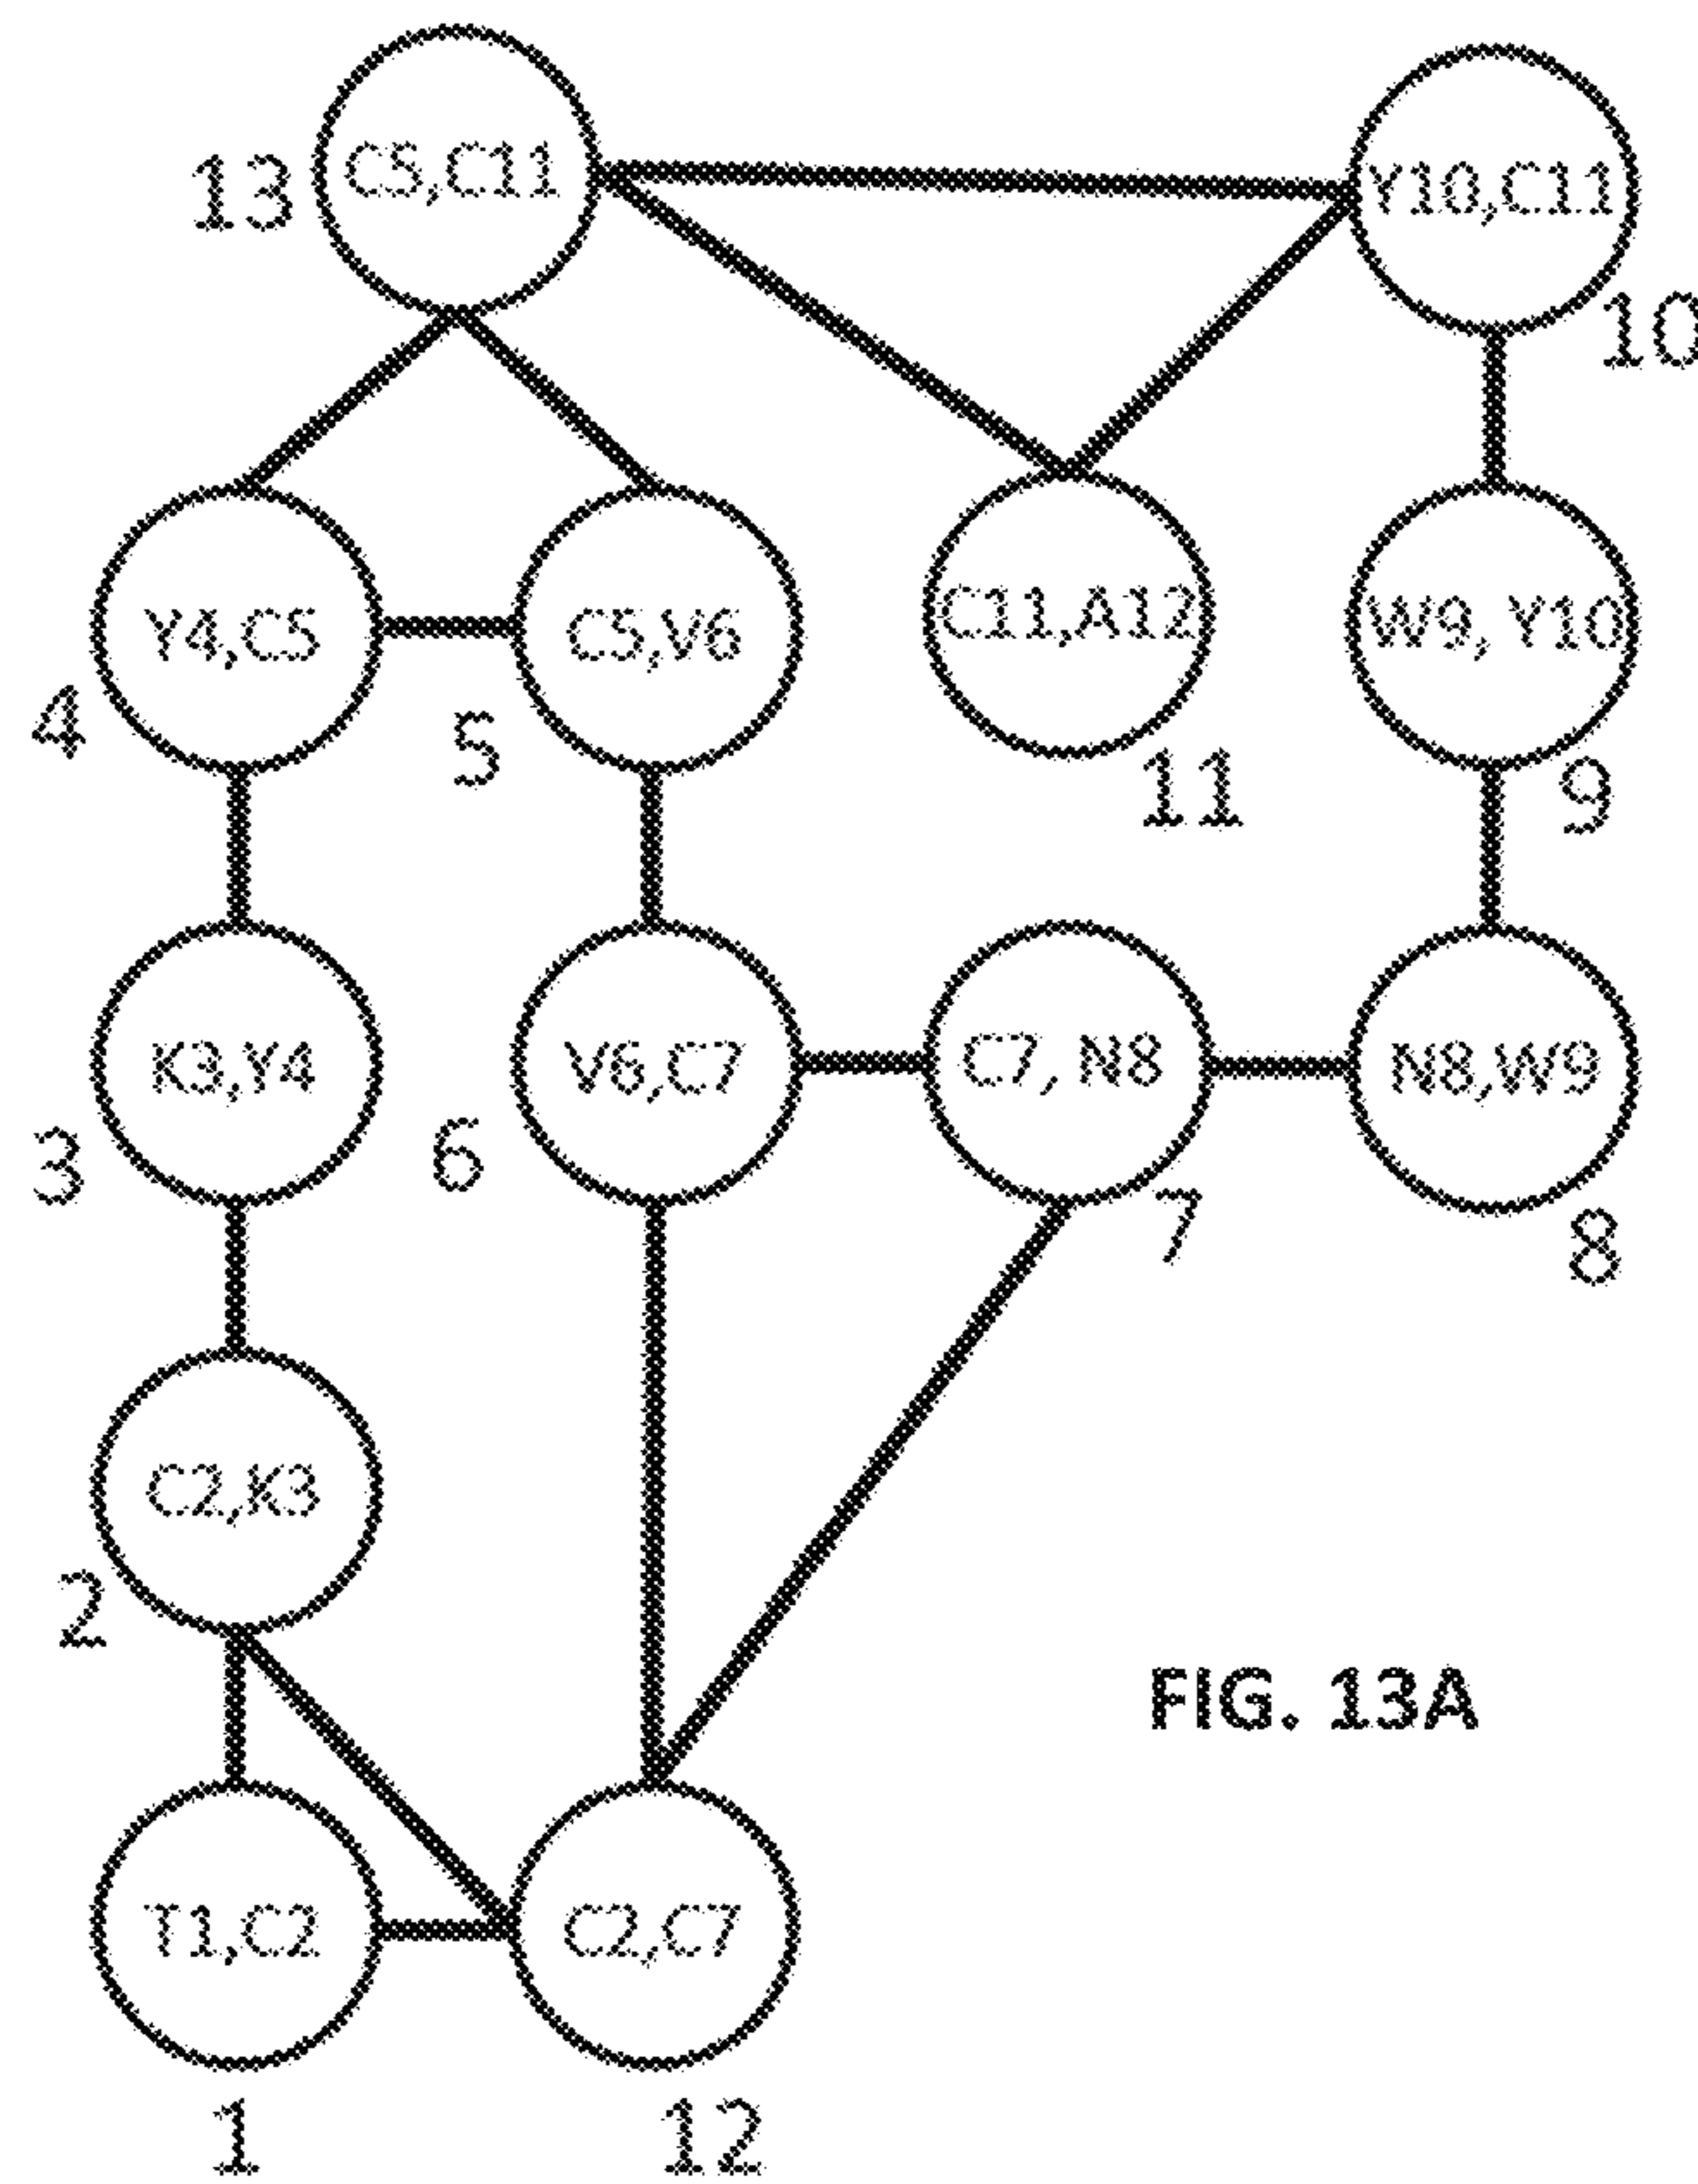 C5,C11
Y10,C11
13
10
Y4,C5
C5,V6
C11,A12
W9, Y10
4
5
11
9
K3,Y4
V6,C7
C7, N8
N8,W9
3
6
7
8
C2,K3
2
FIG. 13A
T1,C2
C2,C7
1
12